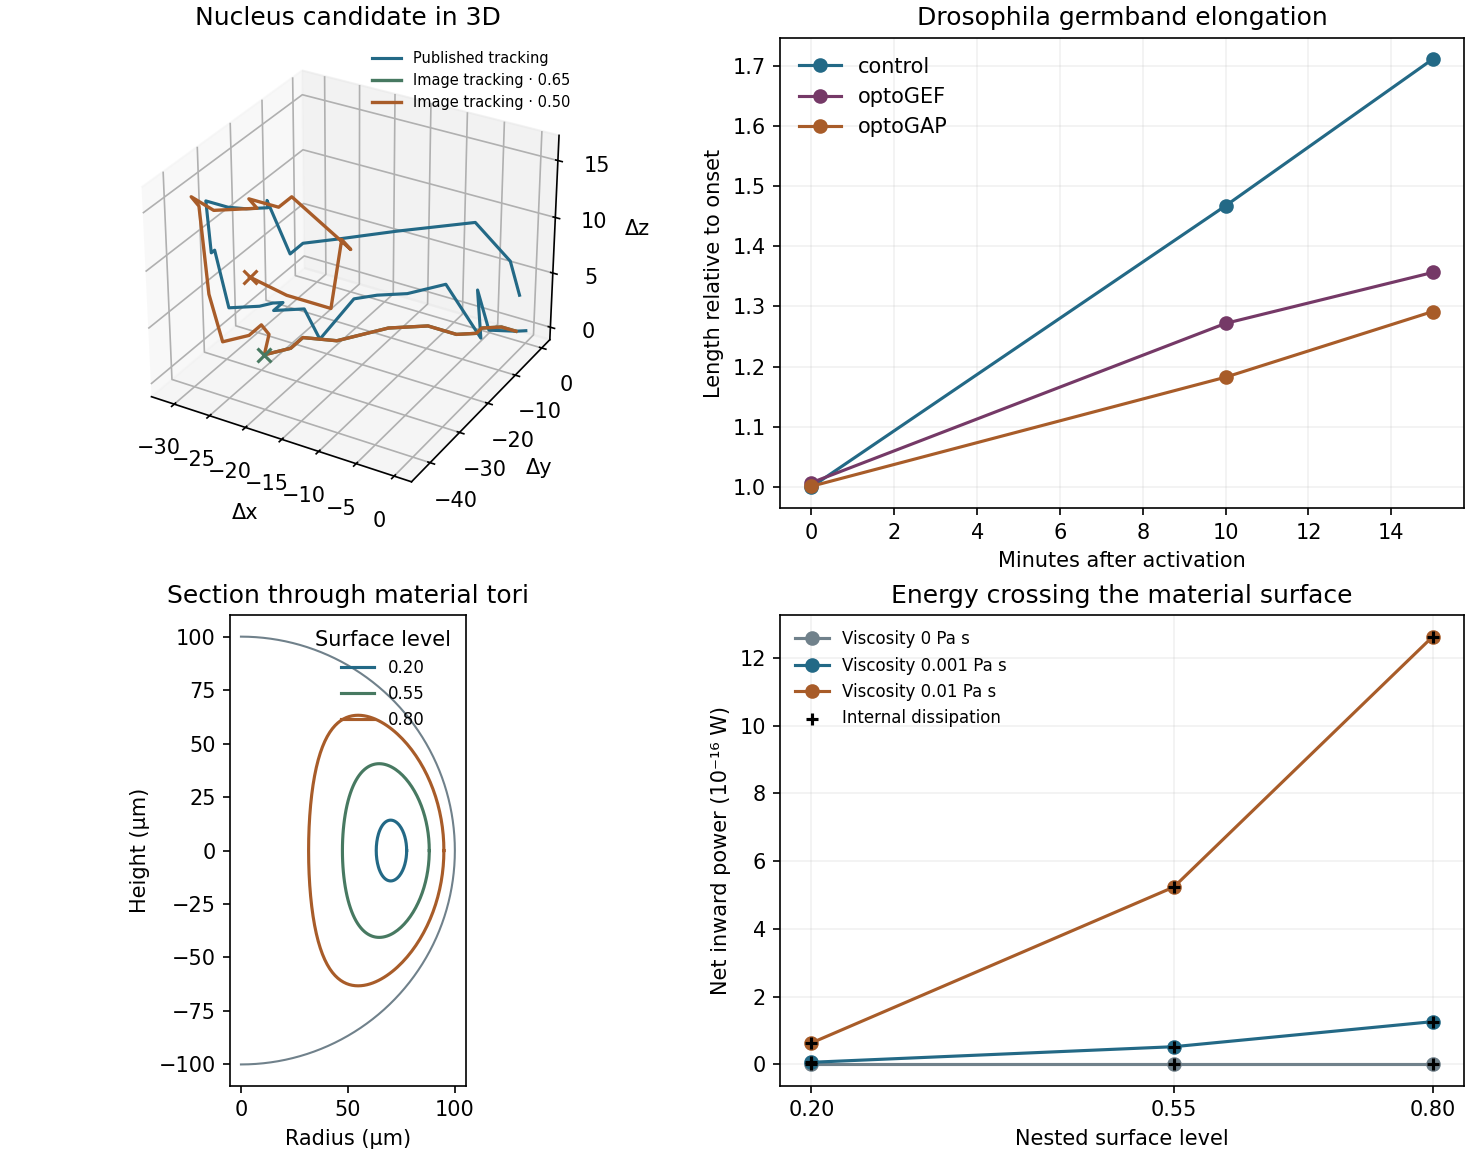 Nucleus candidate in 3D
Published tracking
Image tracking · 0.65
Image tracking · 0.50
15
10
5
0
Δz
0
−10
−20
−30
−40
Δy
−30
−25
−20
−15
−10
−5
0
Δx
Drosophila germband elongation
control
optoGEF
optoGAP
1.7
1.6
1.5
1.4
1.3
1.2
1.1
1.0
Length relative to onset
0 2 4 6 8 10 12 14
Minutes after activation
Section through material tori
Surface level
0.20
0.55
0.80
100
75
50
25
0
−25
−50
−75
−100
Height (µm)
0 50 100
Radius (µm)
Energy crossing the material surface
Viscosity 0 Pa s
Viscosity 0.001 Pa s
Viscosity 0.01 Pa s
Internal dissipation
12
10
8
6
4
2
0
Net inward power (10⁻¹⁶ W)
0.20 0.55 0.80
Nested surface level